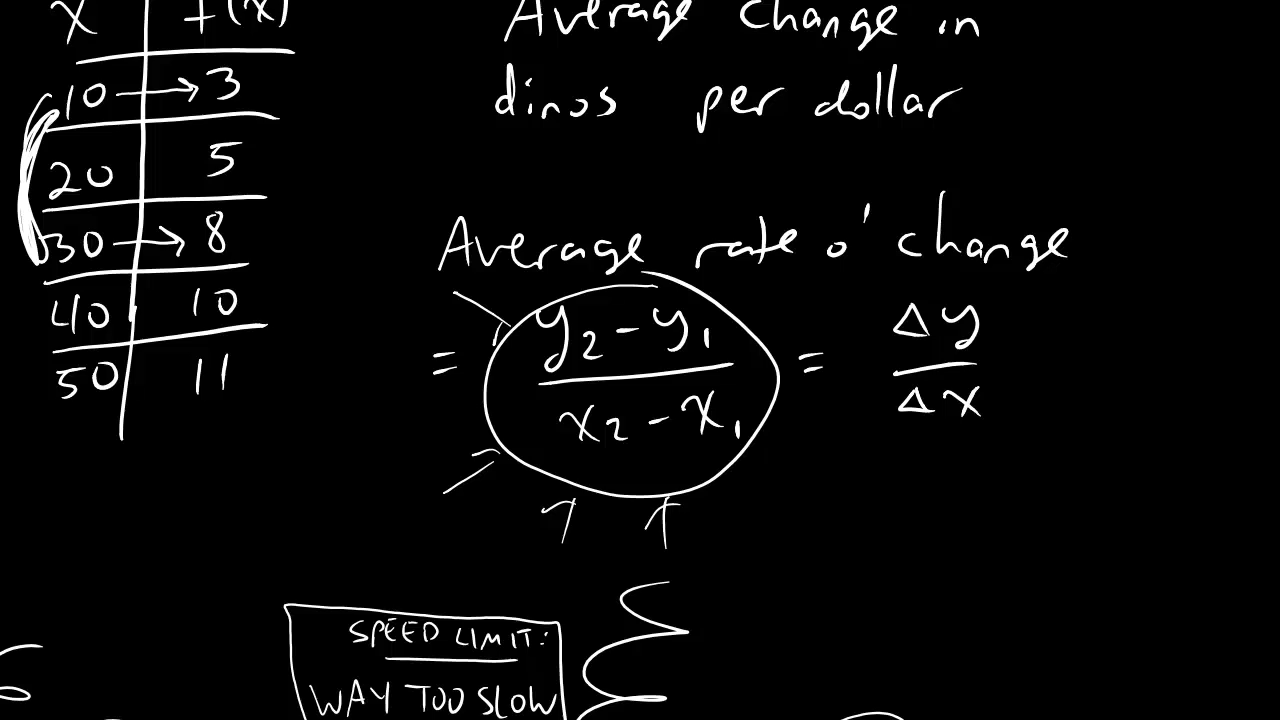 x f(x)
10 → 3
20 5
30 → 8
40 10
50 11
Average change in
dinos per dollar
Average rate o' change
= y₂ - y₁ / x₂ - x₁ = Δy / Δx
SPEED LIMIT:
WAY TOO SLOW